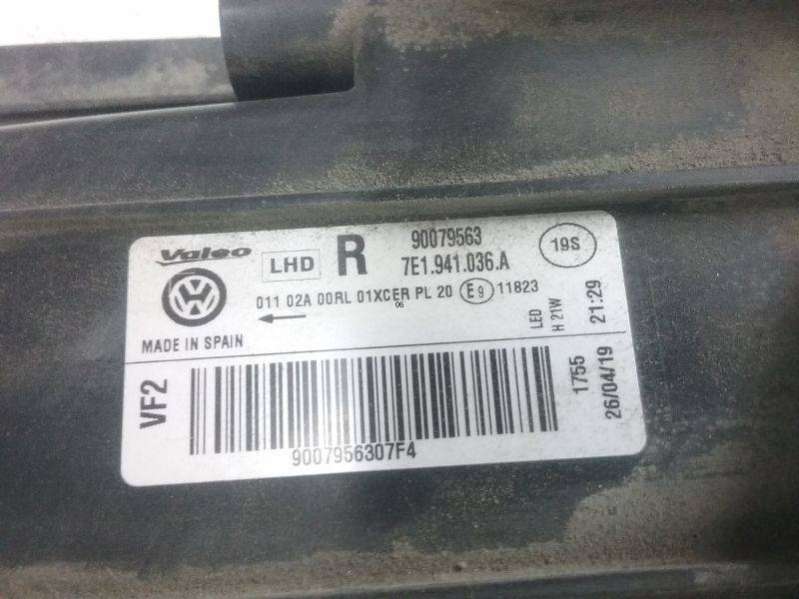 Valeo
LHD
R
90079563
7E1.941.036.A
19S
011 02A 00RL 01XCER PL 20 E9 11823
06
MADE IN SPAIN
LED
H 21W
21:29
VF2
1755
26/04/19
9007956307F4